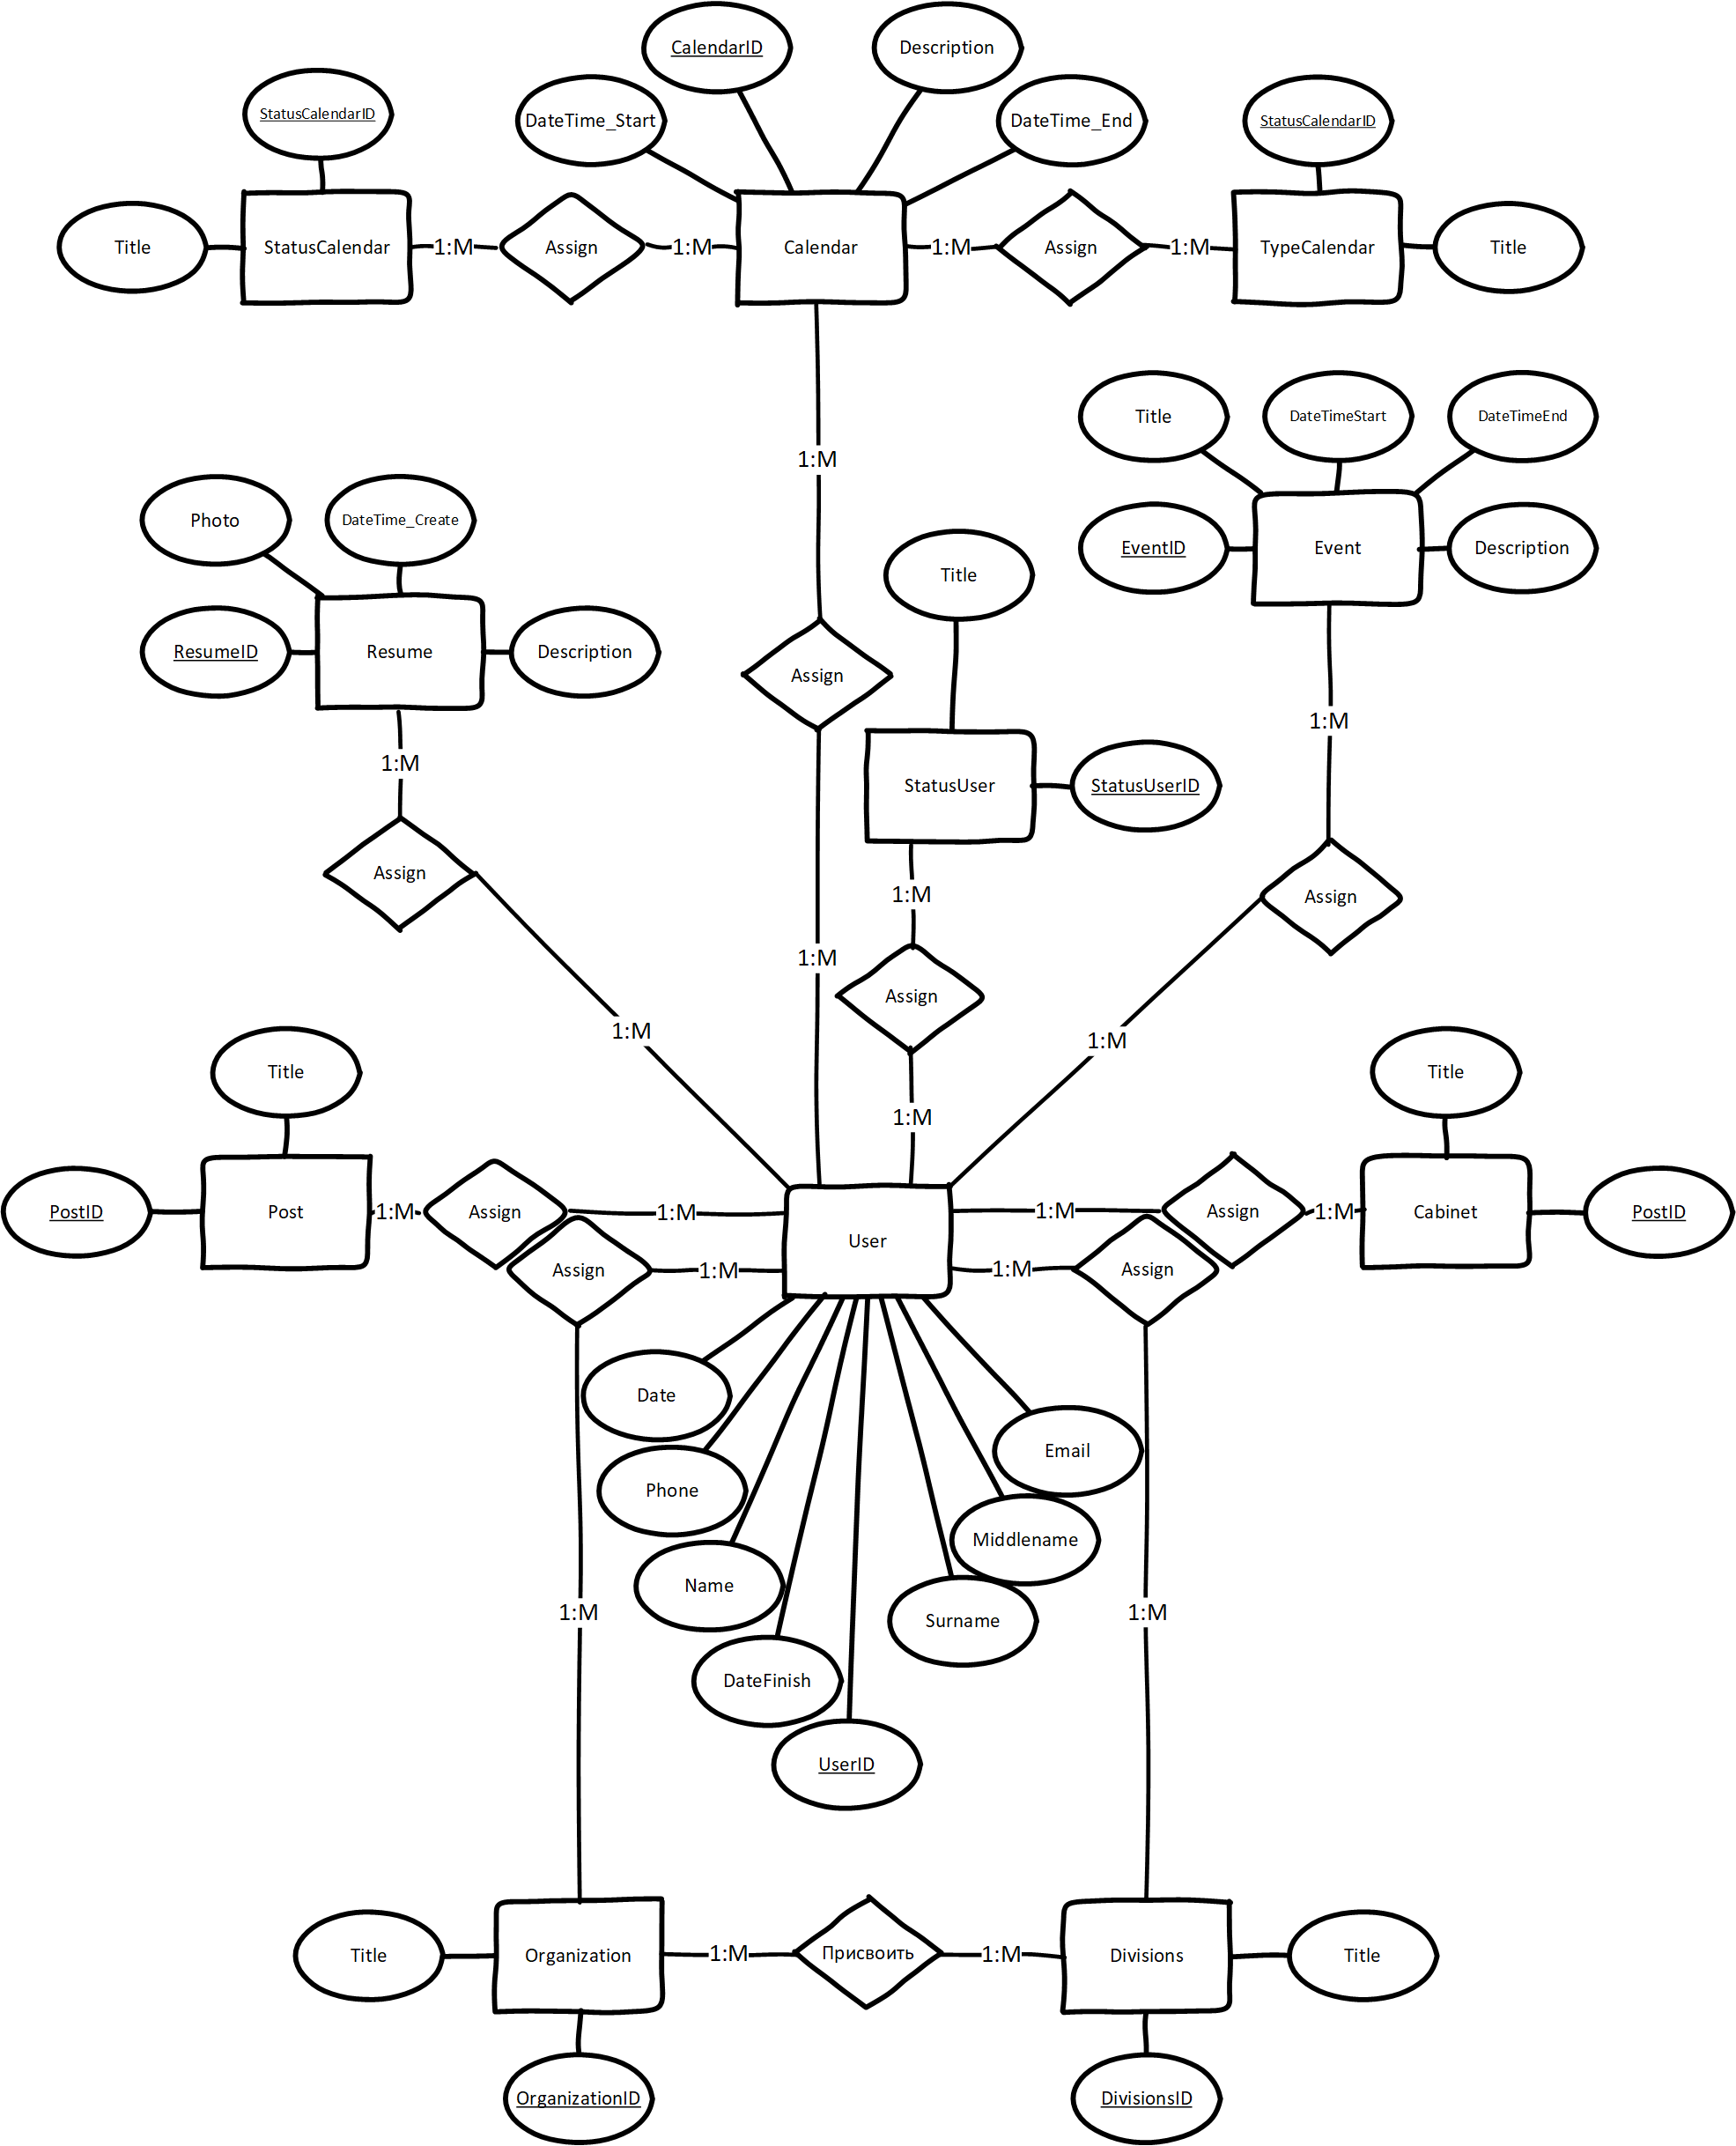 CalendarID
Description
StatusCalendarID
DateTime_Start
DateTime_End
StatusCalendarID
Title
StatusCalendar
1:M
Assign
1:M
Calendar
1:M
Assign
1:M
TypeCalendar
Title
Title
DateTimeStart
DateTimeEnd
1:M
Photo
DateTime_Create
EventID
Event
Description
Title
ResumeID
Resume
Description
Assign
1:M
1:M
StatusUser
StatusUserID
Assign
1:M
Assign
1:M
Assign
1:M
1:M
Title
Title
1:M
PostID
Post
1:M
Assign
1:M
1:M
Assign
1:M
Cabinet
PostID
User
Assign
1:M
1:M
Assign
Date
Email
Phone
Middlename
Name
1:M
Surname
1:M
DateFinish
UserID
Title
Organization
1:M
Присвоить
1:M
Divisions
Title
OrganizationID
DivisionsID